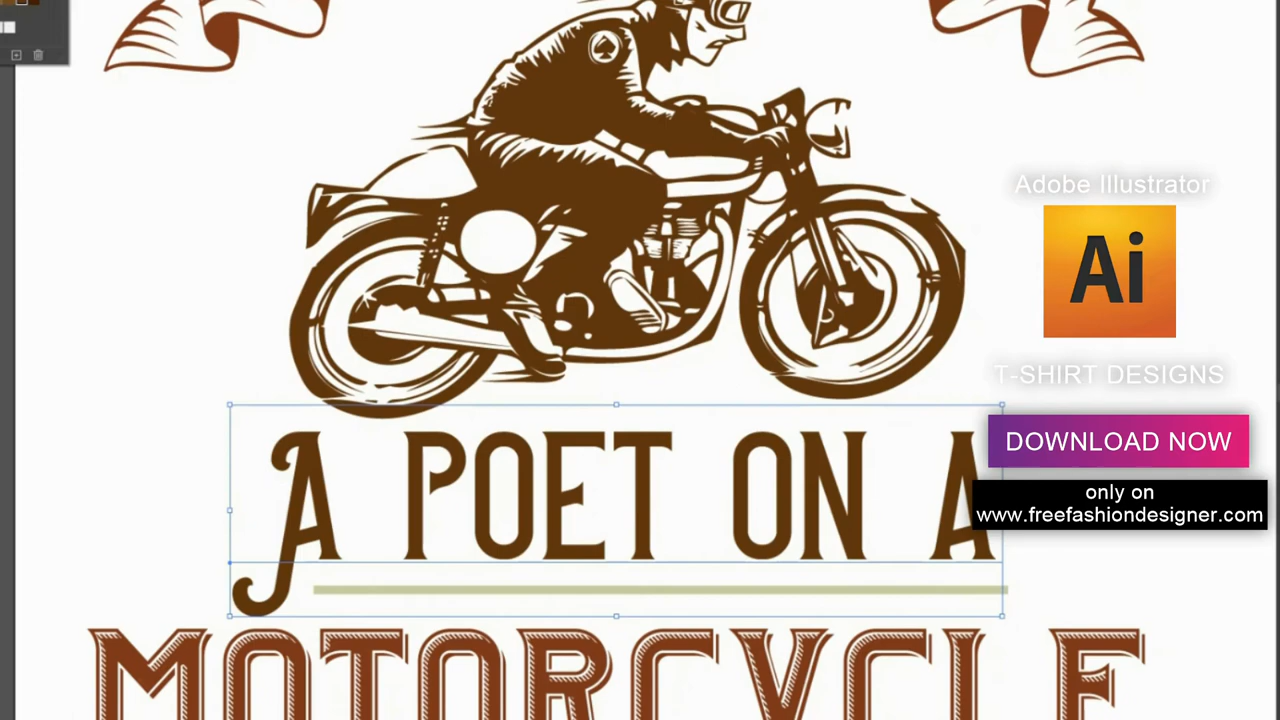 Adobe Illustrator
Ai
T-SHIRT DESIGNS
DOWNLOAD NOW
only on
www.freefashiondesigner.com
A POET ON A
MOTORCYCLE